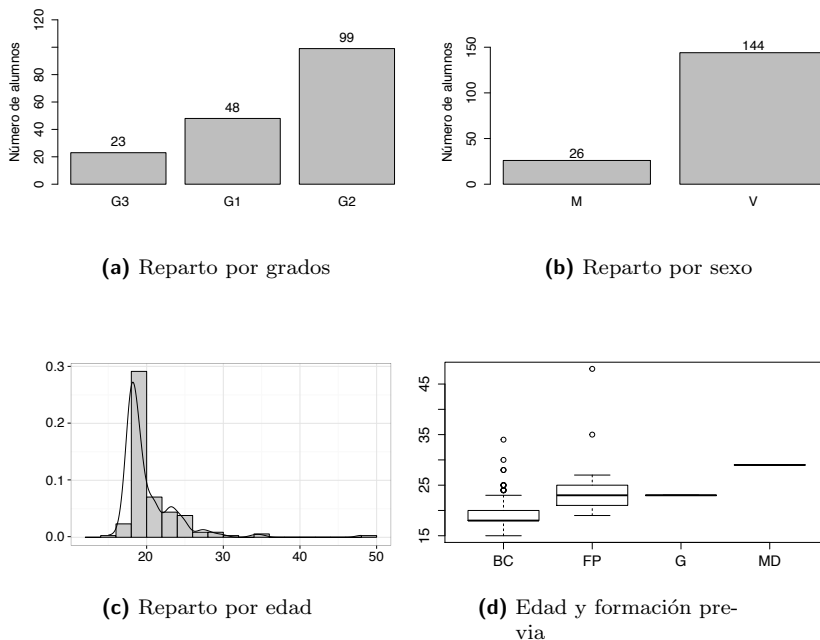 Número de alumnos
0 20 40 60 80 120
23
48
99
G3 G1 G2
(a) Reparto por grados
Número de alumnos
0 50 100 150
26
144
M V
(b) Reparto por sexo
0.3
0.2
0.1
0.0
20 30 40 50
(c) Reparto por edad
15 25 35 45
BC FP G MD
(d) Edad y formación pre-
via